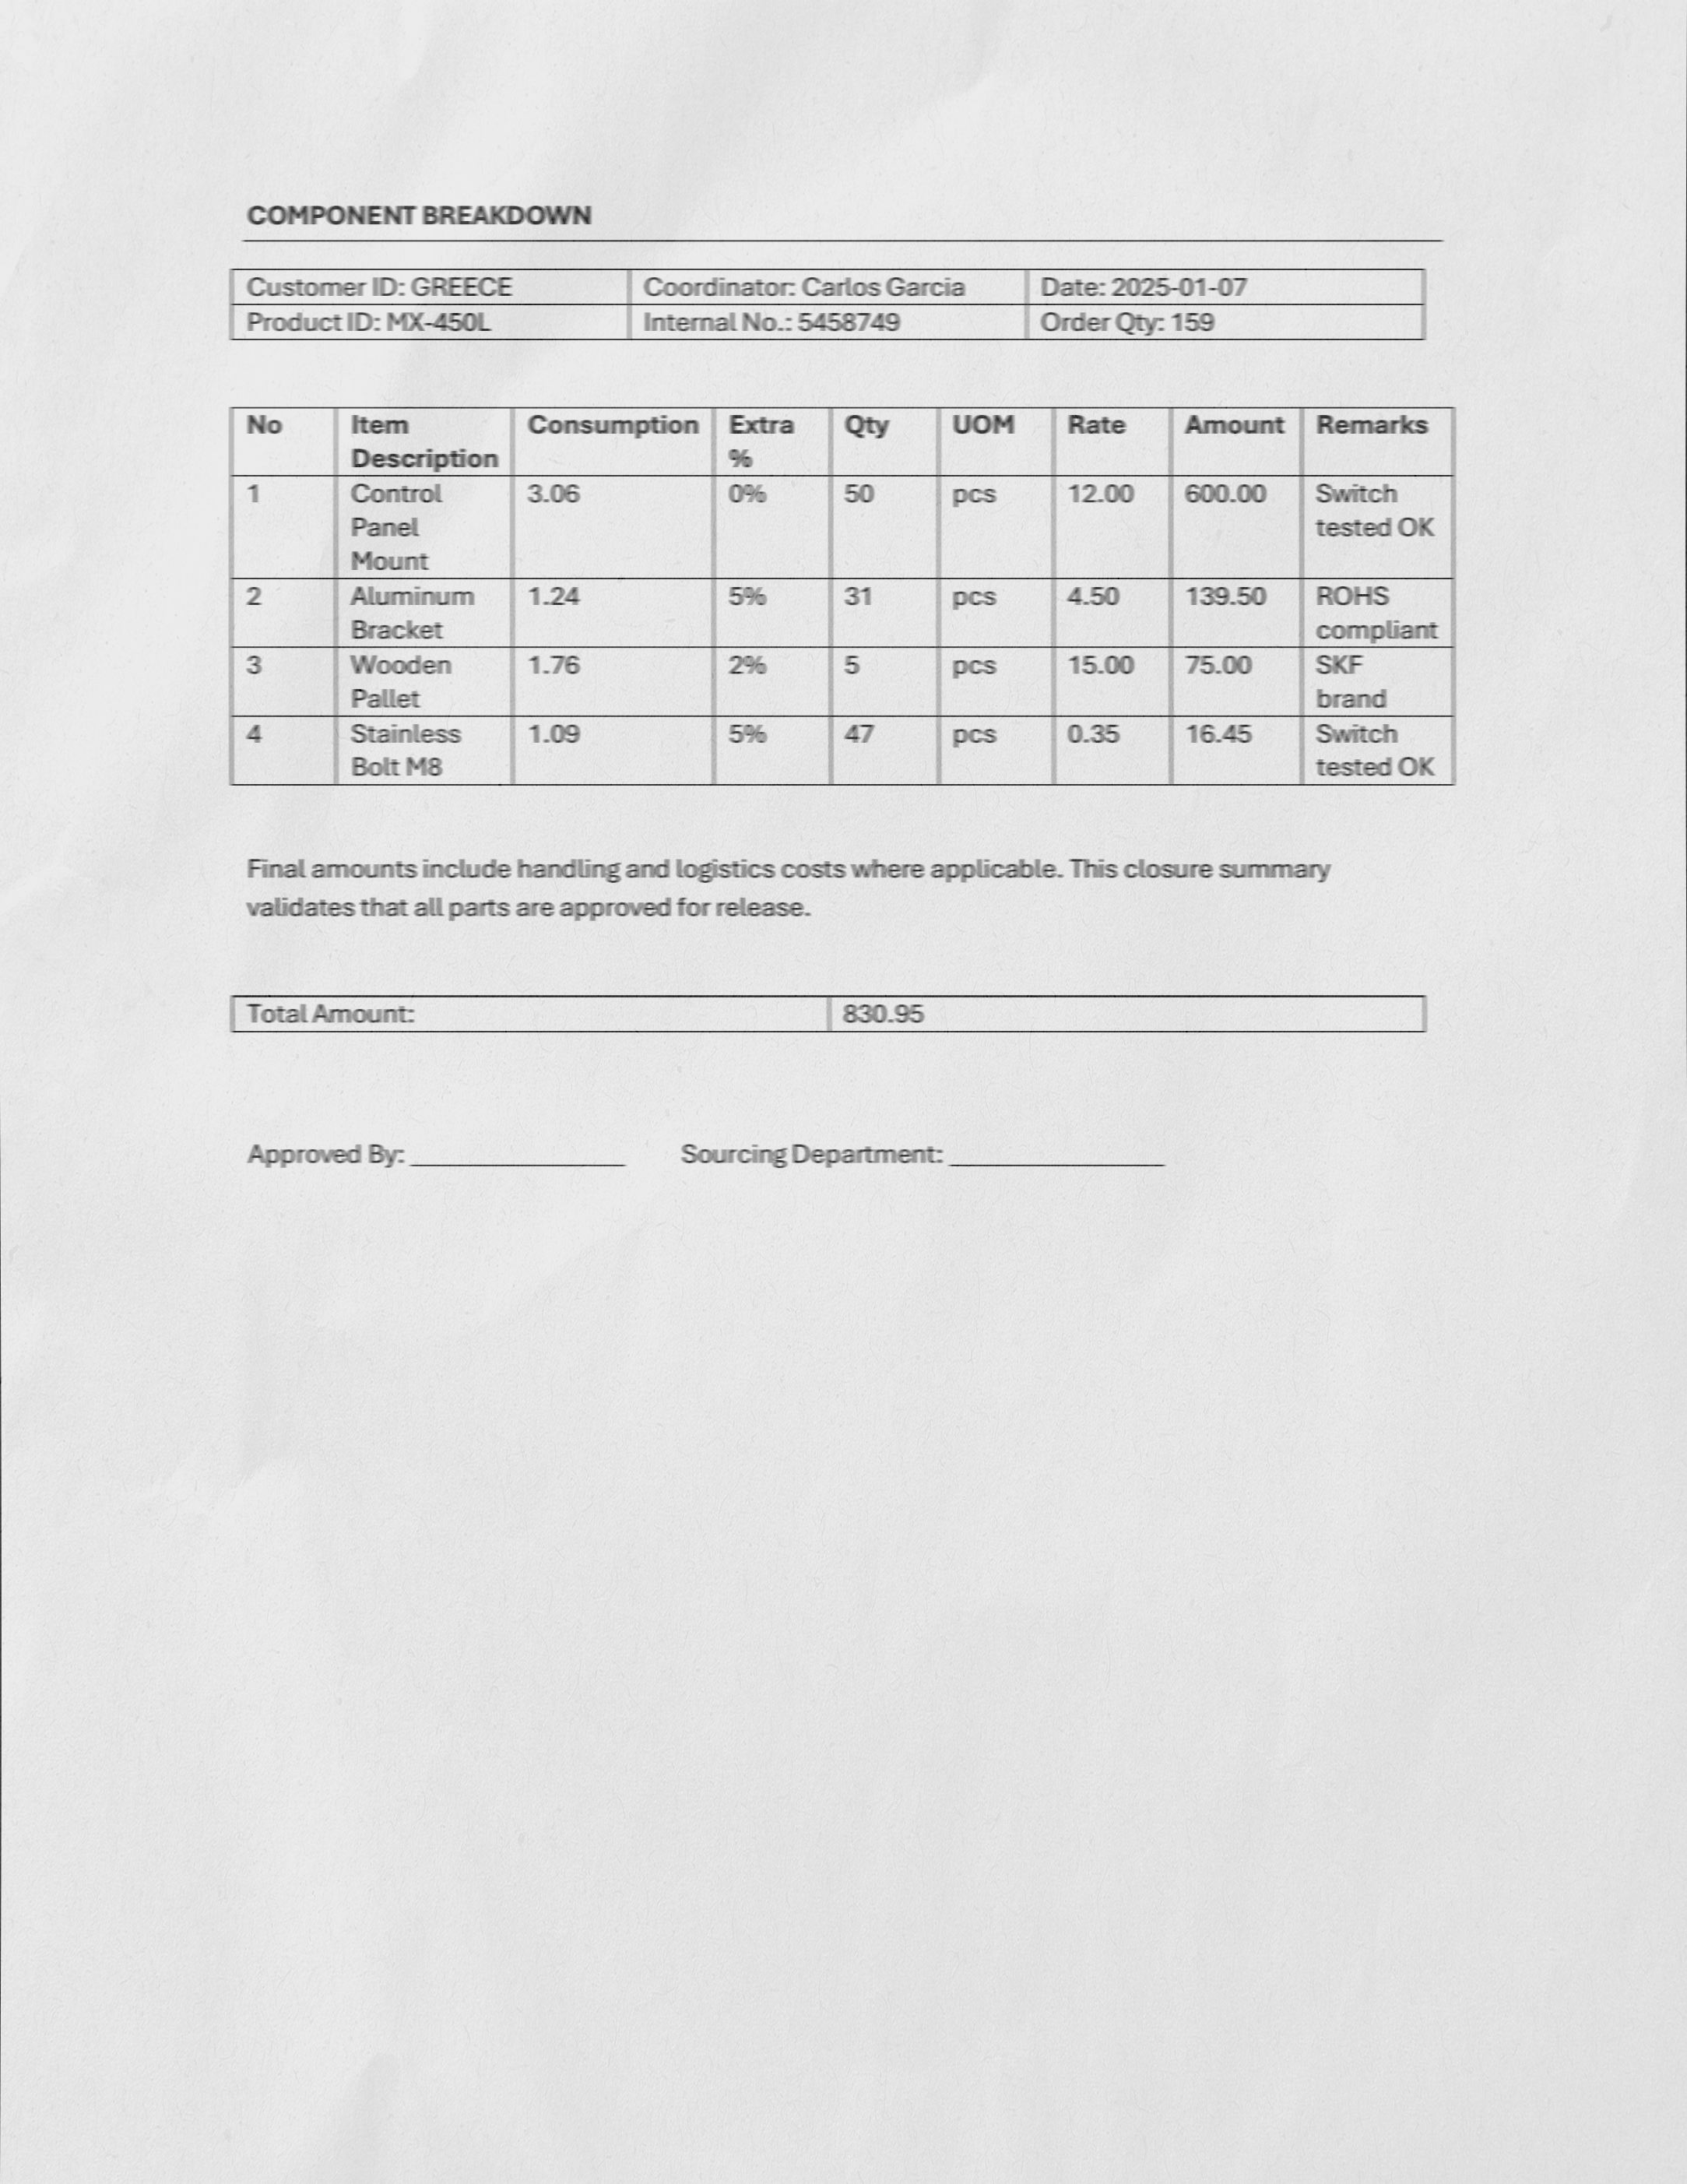 COMPONENT BREAKDOWN
Customer ID: GREECE Coordinator: Carlos Garcia Date: 2025-01-07
Product ID: MX-450L Internal No.: 5458749 Order Qty: 159
No Item Description Consumption Extra % Qty UOM Rate Amount Remarks
1 Control Panel Mount 3.06 0% 50 pcs 12.00 600.00 Switch tested OK
2 Aluminum Bracket 1.24 5% 31 pcs 4.50 139.50 ROHS compliant
3 Wooden Pallet 1.76 2% 5 pcs 15.00 75.00 SKF brand
4 Stainless Bolt M8 1.09 5% 47 pcs 0.35 16.45 Switch tested OK
Final amounts include handling and logistics costs where applicable. This closure summary
validates that all parts are approved for release.
Total Amount: 830.95
Approved By: ________________ Sourcing Department: ________________